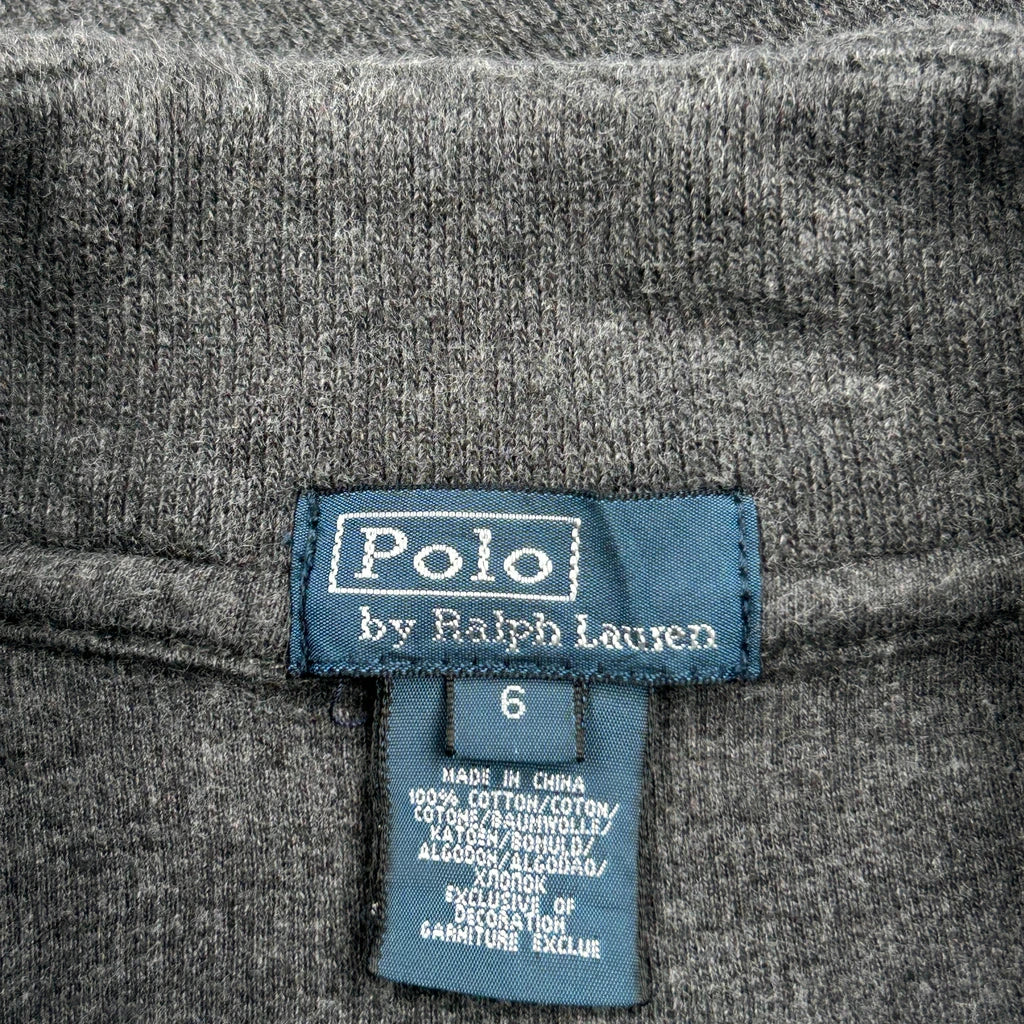 Polo
by Ralph Lauren
6
MADE IN CHINA
100% COTTON/COTON/
COTONE/BAUMWOLLE/
KATOEN/BOMULD/
ALGODON/ALGODAO/
ХЛОПОК
EXCLUSIVE OF
DECORATION
GARNITURE EXCLUE